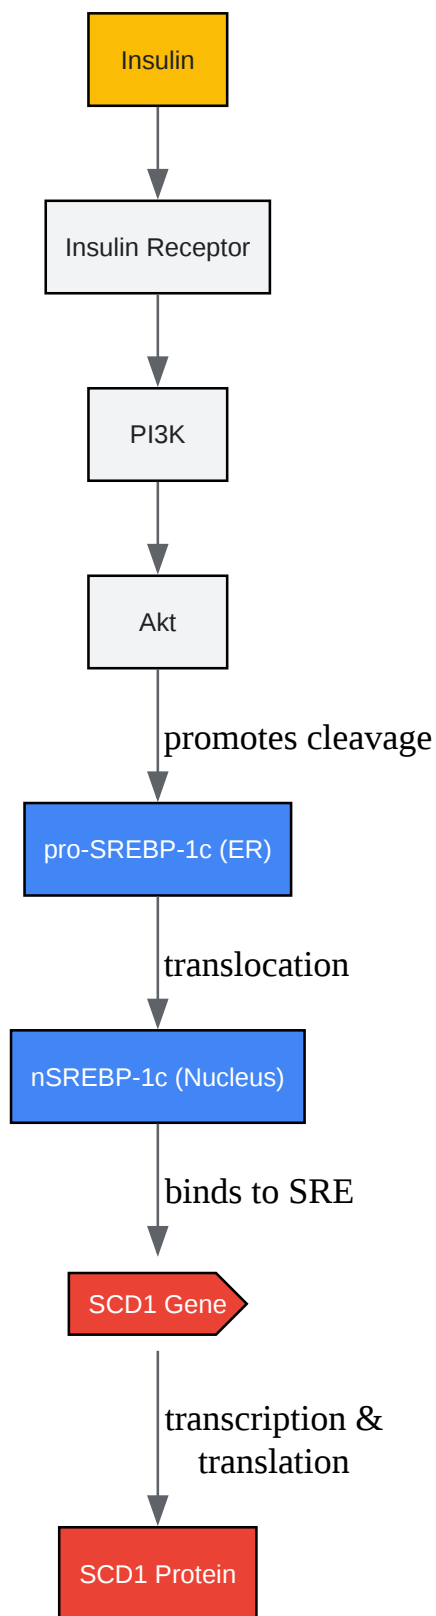 Insulin
Insulin Receptor
PI3K
Akt
promotes cleavage
pro-SREBP-1c (ER)
translocation
nSREBP-1c (Nucleus)
binds to SRE
SCD1 Gene
transcription &
translation
SCD1 Protein